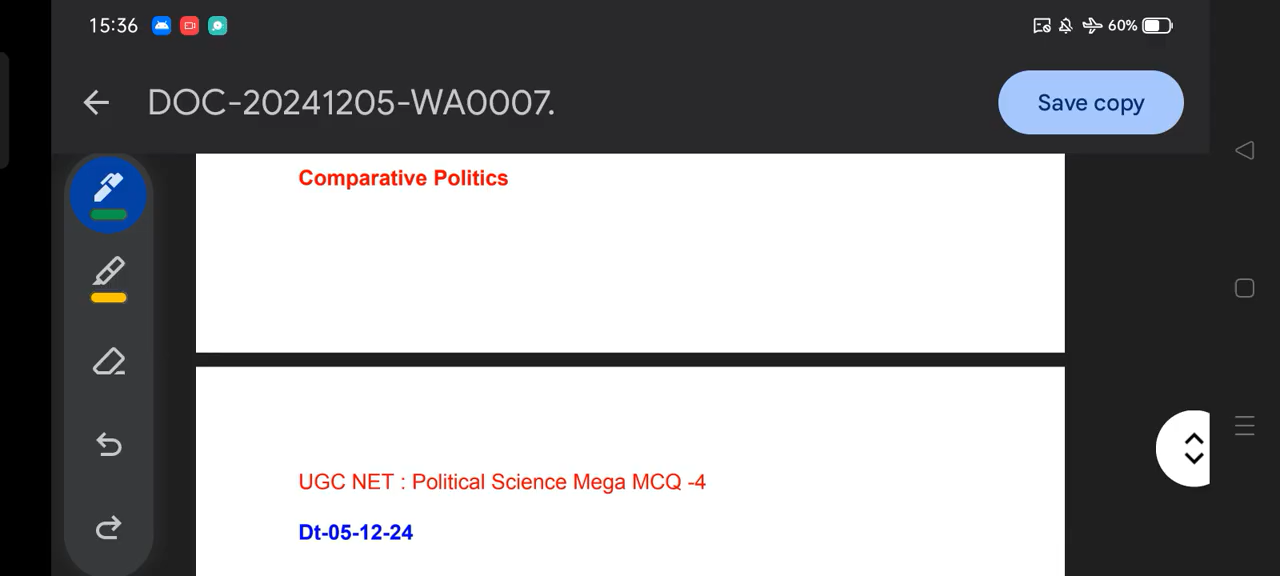 15:36
60%
DOC-20241205-WA0007.
Save copy
Comparative Politics
UGC NET : Political Science Mega MCQ -4
Dt-05-12-24